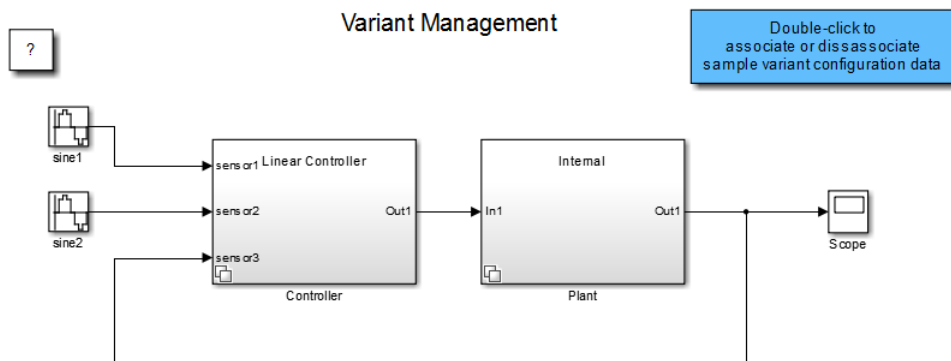 Variant Management
?
Double-click to
associate or dissassociate
sample variant configuration data
sine1
sine2
Linear Controller
sensor1
sensor2
sensor3
Out1
Controller
Internal
In1
Out1
Plant
Scope